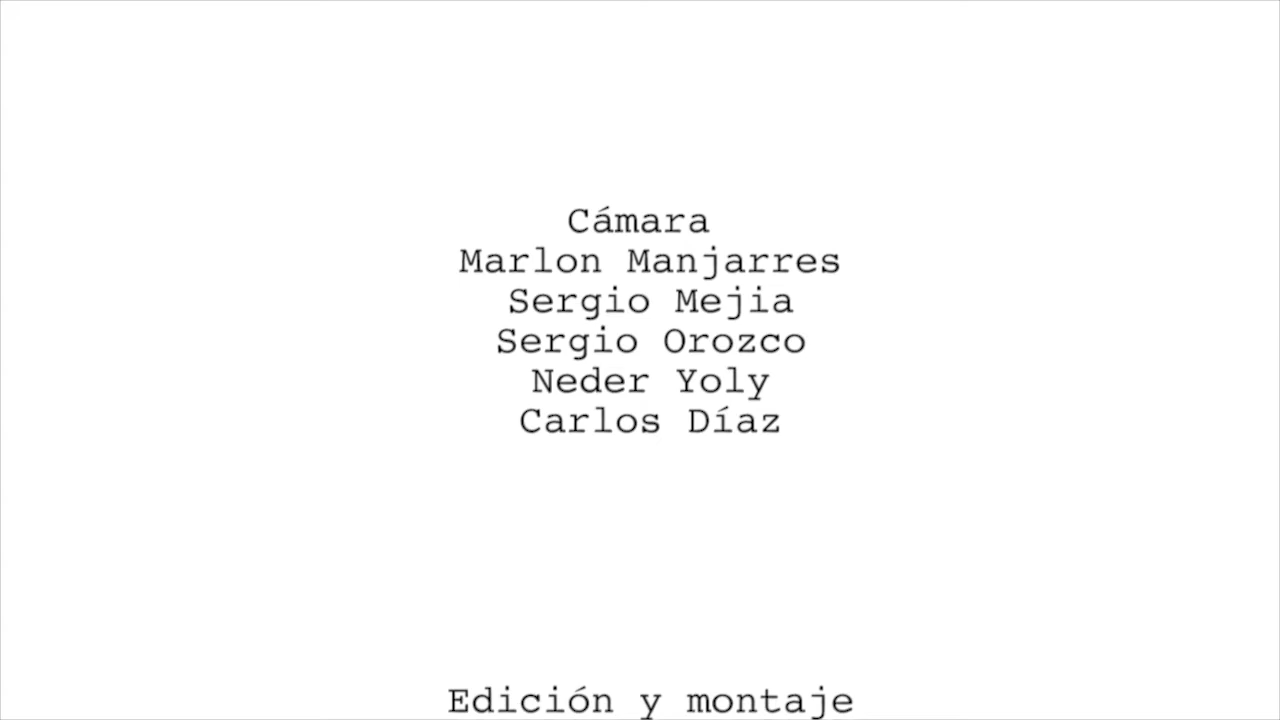 Cámara
Marlon Manjarres
Sergio Mejia
Sergio Orozco
Neder Yoly
Carlos Díaz
Edición y montaje